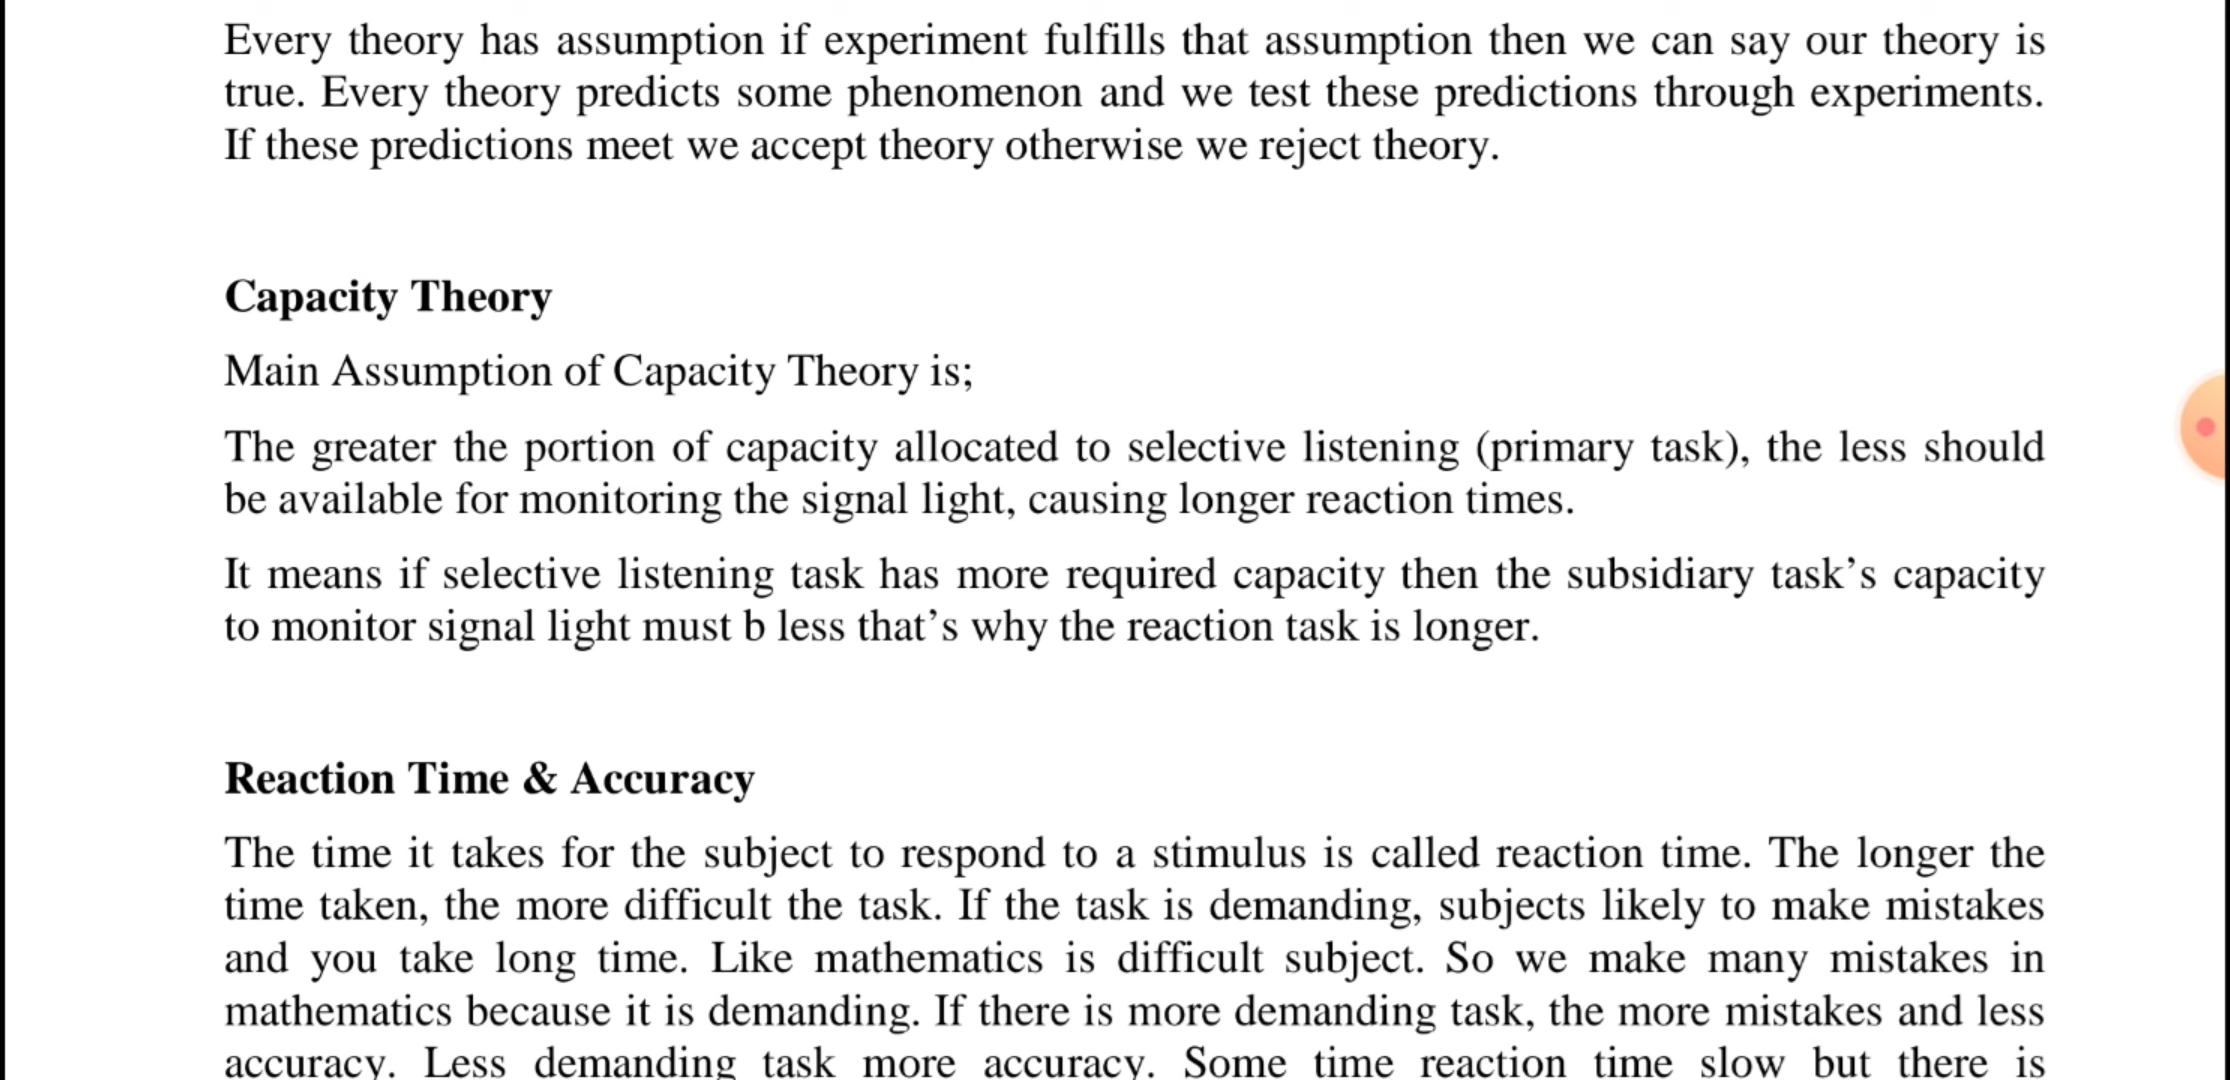 Every theory has assumption if experiment fulfills that assumption then we can say our theory is
true. Every theory predicts some phenomenon and we test these predictions through experiments.
If these predictions meet we accept theory otherwise we reject theory.
Capacity Theory
Main Assumption of Capacity Theory is;
The greater the portion of capacity allocated to selective listening (primary task), the less should
be available for monitoring the signal light, causing longer reaction times.
It means if selective listening task has more required capacity then the subsidiary task’s capacity
to monitor signal light must b less that’s why the reaction task is longer.
Reaction Time & Accuracy
The time it takes for the subject to respond to a stimulus is called reaction time. The longer the
time taken, the more difficult the task. If the task is demanding, subjects likely to make mistakes
and you take long time. Like mathematics is difficult subject. So we make many mistakes in
mathematics because it is demanding. If there is more demanding task, the more mistakes and less
accuracy. Less demanding task more accuracy. Some time reaction time slow but there is